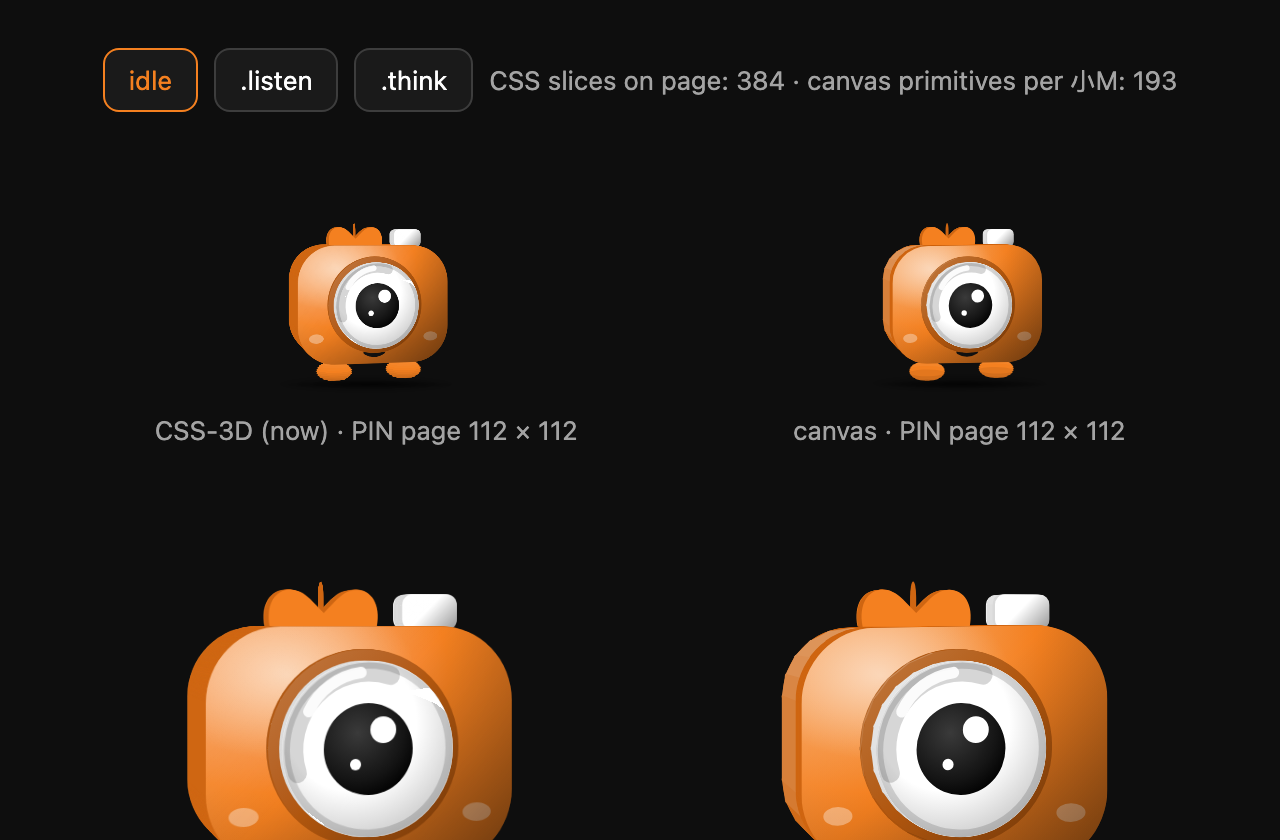 idle
.listen
.think
CSS slices on page: 384 · canvas primitives per 小M: 193
CSS-3D (now) · PIN page 112 × 112
canvas · PIN page 112 × 112